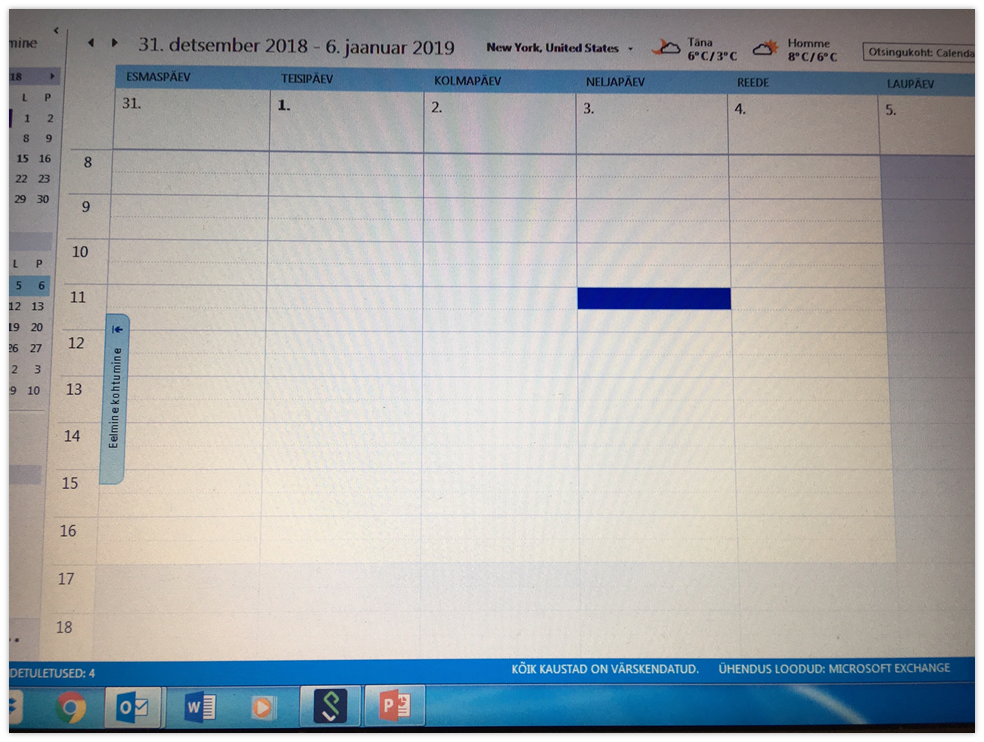 mine
31. detsember 2018 - 6. jaanuar 2019
New York, United States
Täna
6°C/3°C
Homme
8°C/6°C
Otsingukoht: Calenda
18
L P
1 2
8 9
15 16
22 23
29 30
L P
5 6
12 13
19 20
26 27
2 3
9 10
ESMASPÄEV TEISIPÄEV KOLMAPÄEV NELJAPÄEV REEDE LAUPÄEV
31. 1. 2. 3. 4. 5.
8
9
10
11
12
13
14
15
16
17
18
Eelmine kohtumine
DETULETUSED: 4
KÕIK KAUSTAD ON VÄRSKENDATUD.
ÜHENDUS LOODUD: MICROSOFT EXCHANGE